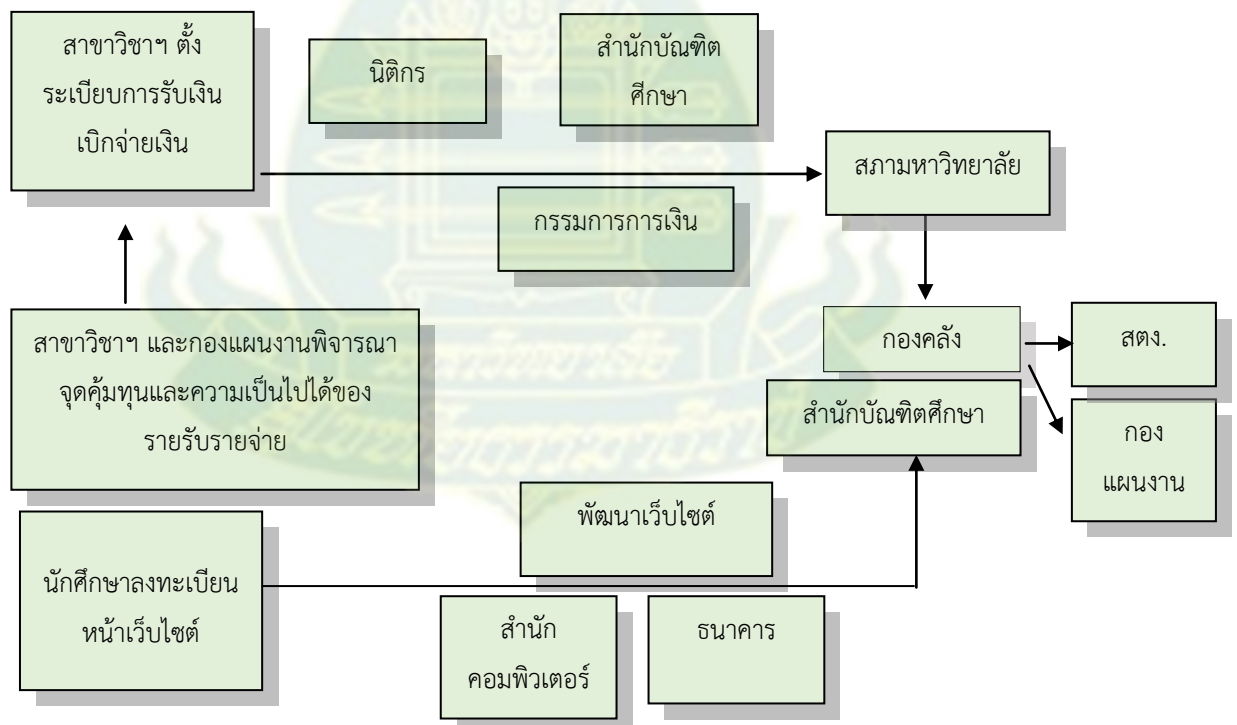 สาขาวิชาฯ ตั้ง
ระเบียบการรับเงิน
เบิกจ่ายเงิน
นิติกร
สำนักบัณฑิต
ศึกษา
สภามหาวิทยาลัย
กรรมการการเงิน
สาขาวิชาฯ และกองแผนงานพิจารณา
จุดคุ้มทุนและความเป็นไปได้ของ
รายรับรายจ่าย
กองคลัง
สตง.
สำนักบัณฑิตศึกษา
กอง
แผนงาน
พัฒนาเว็บไซต์
นักศึกษาลงทะเบียน
หน้าเว็บไซต์
สำนัก
คอมพิวเตอร์
ธนาคาร